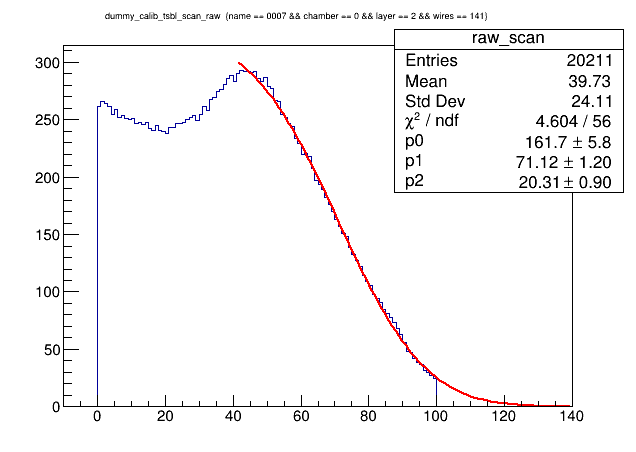 dummy_calib_tsbl_scan_raw (name == 0007 && chamber == 0 && layer == 2 && wires == 141)
raw_scan
Entries 20211
Mean 39.73
Std Dev 24.11
χ² / ndf 4.604 / 56
p0 161.7 ± 5.8
p1 71.12 ± 1.20
p2 20.31 ± 0.90
300
250
200
150
100
50
0
0 20 40 60 80 100 120 140